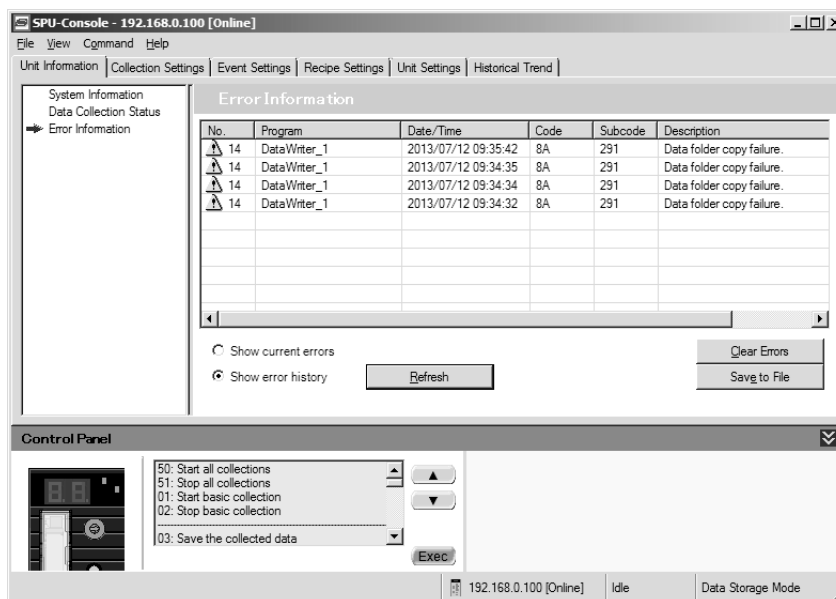 SPU-Console - 192.168.0.100 [Online]
File View Command Help
Unit Information Collection Settings Event Settings Recipe Settings Unit Settings Historical Trend
System Information
Data Collection Status
Error Information
Error Information
No. Program Date/Time Code Subcode Description
14 DataWriter_1 2013/07/12 09:35:42 8A 291 Data folder copy failure.
14 DataWriter_1 2013/07/12 09:34:35 8A 291 Data folder copy failure.
14 DataWriter_1 2013/07/12 09:34:34 8A 291 Data folder copy failure.
14 DataWriter_1 2013/07/12 09:34:32 8A 291 Data folder copy failure.
Show current errors
Clear Errors
Show error history
Refresh
Save to File
Control Panel
50: Start all collections
51: Stop all collections
01: Start basic collection
02: Stop basic collection
03: Save the collected data
Exec
192.168.0.100 [Online] Idle Data Storage Mode